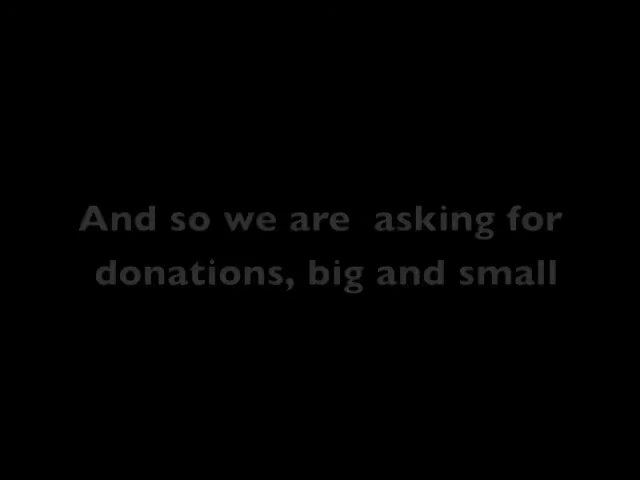 And so we are  asking for
donations, big and small